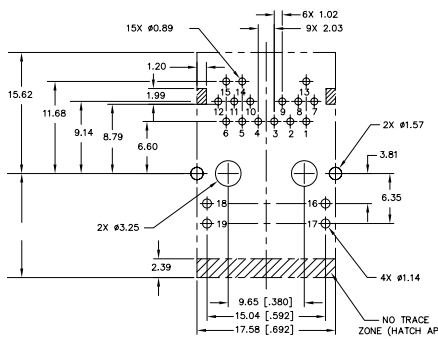 6X 1.02
15X ø0.89
9X 2.03
1.20
15 14 13
1.99
12 11 10 9 8 7
15.62
11.68
9.14
8.79
6.60
6 5 4 3 2 1
2X ø1.57
3.81
6.35
18 16
2X ø3.25
19 17
4X ø1.14
2.39
9.65 [.380]
15.04 [.592]
NO TRACE
17.58 [.692]
ZONE (HATCH AP